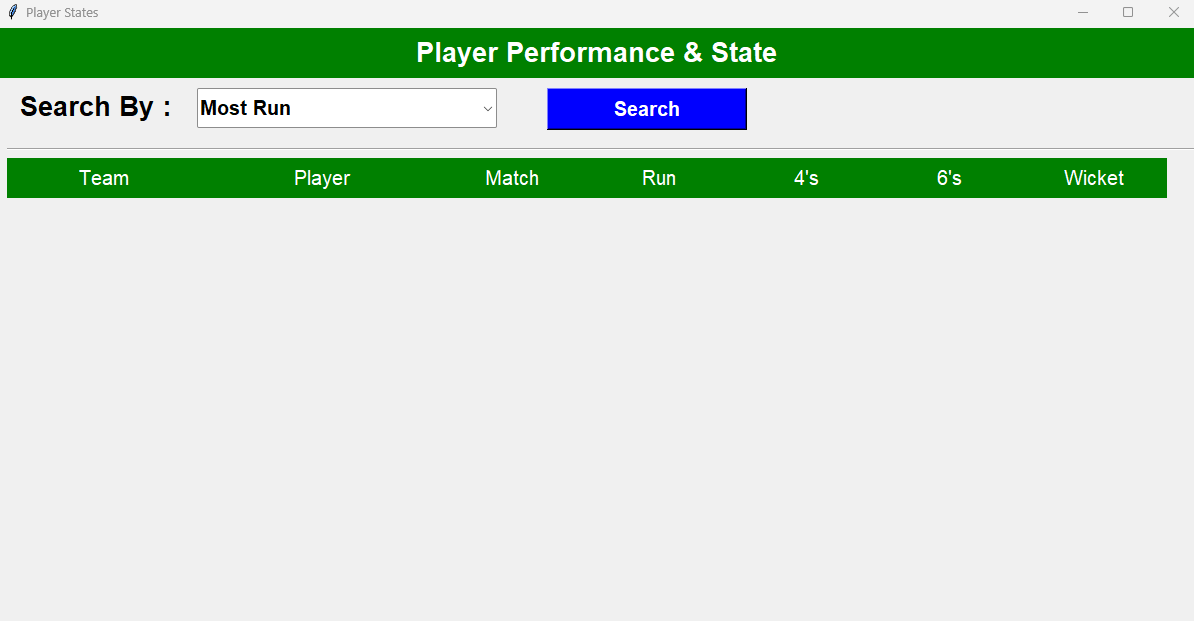 Player States
Player Performance & State
Search By : Most Run Search
Team Player Match Run 4's 6's Wicket